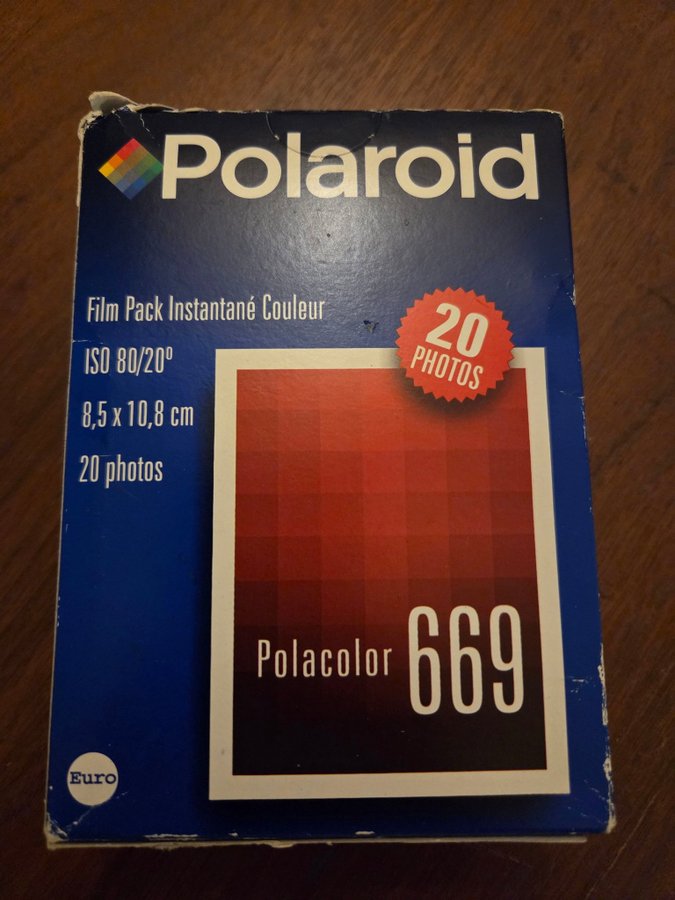 Polaroid
Film Pack Instantané Couleur
ISO 80/20º
8,5 x 10,8 cm
20 photos
20
PHOTOS
Polacolor 669
Euro